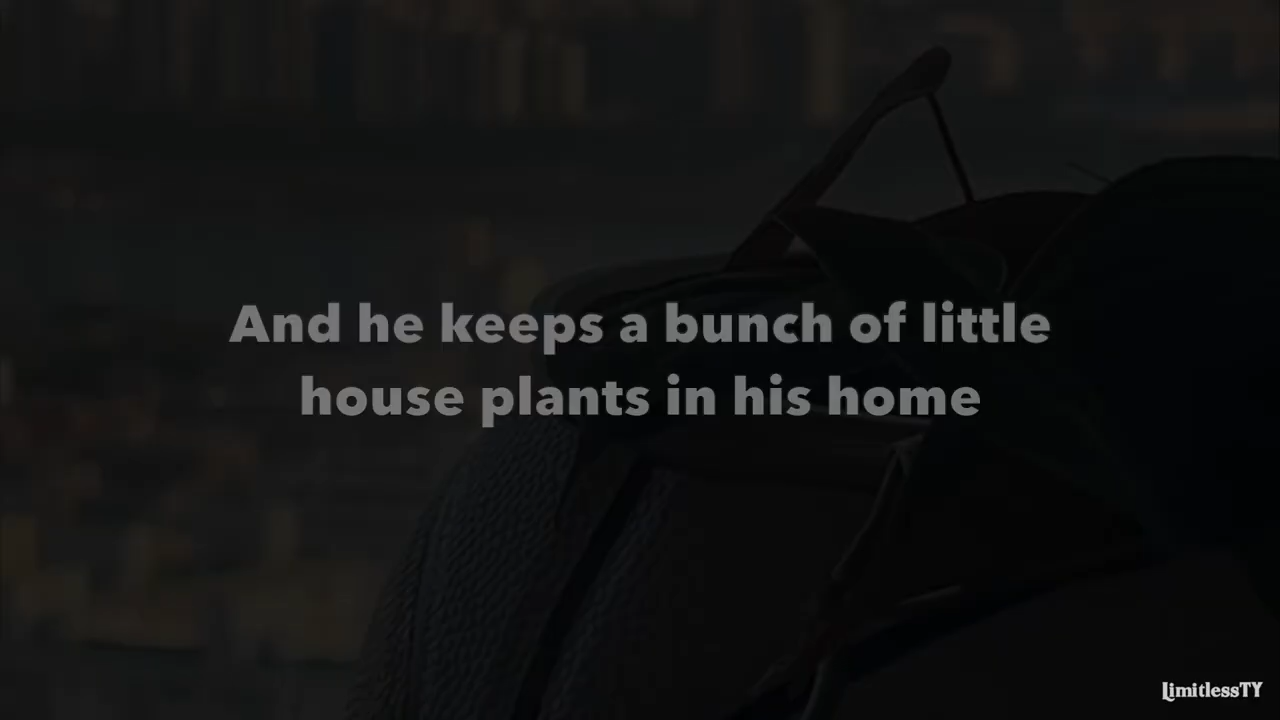 And he keeps a bunch of little
house plants in his home
LimitlessTY